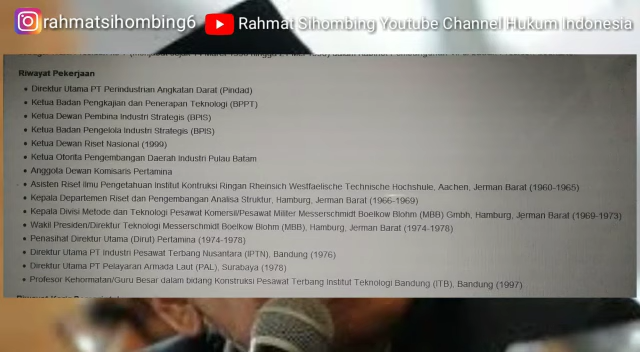 rahmatsihombing6
Rahmat Sihombing Youtube Channel Hukum Indonesia
Riwayat Pekerjaan
• Direktur Utama PT Perindustrian Angkatan Darat (Pindad)
• Ketua Badan Pengkajian dan Penerapan Teknologi (BPPT)
• Ketua Dewan Pembina Industri Strategis (BPIS)
• Ketua Badan Pengelola Industri Strategis (BPIS)
• Ketua Dewan Riset Nasional (1999)
• Ketua Otorita Pengembangan Daerah Industri Pulau Batam
• Anggota Dewan Komisaris Pertamina
• Asisten Riset Ilmu Pengetahuan Institut Kontruksi Ringan Rheinsich Westfaelische Technische Hochshule, Aachen, Jerman Barat (1960-1965)
• Kepala Departemen Riset dan Pengembangan Analisa Struktur, Hamburg, Jerman Barat (1966-1969)
• Kepala Divisi Metode dan Teknologi Pesawat Komersil/Pesawat Militer Messerschmidt Boelkow Blohm (MBB) Gmbh, Hamburg, Jerman Barat (1969-1973)
• Wakil Presiden/Direktur Teknologi Messerschmidt Boelkow Blohm (MBB), Hamburg, Jerman Barat (1974-1978)
• Penasihat Direktur Utama (Dirut) Pertamina (1974-1978)
• Direktur Utama PT Industri Pesawat Terbang Nusantara (IPTN), Bandung (1976)
• Direktur Utama PT Pelayaran Armada Laut (PAL), Surabaya (1978)
• Profesor Kehormatan/Guru Besar dalam bidang Konstruksi Pesawat Terbang Institut Teknologi Bandung (ITB), Bandung (1997)